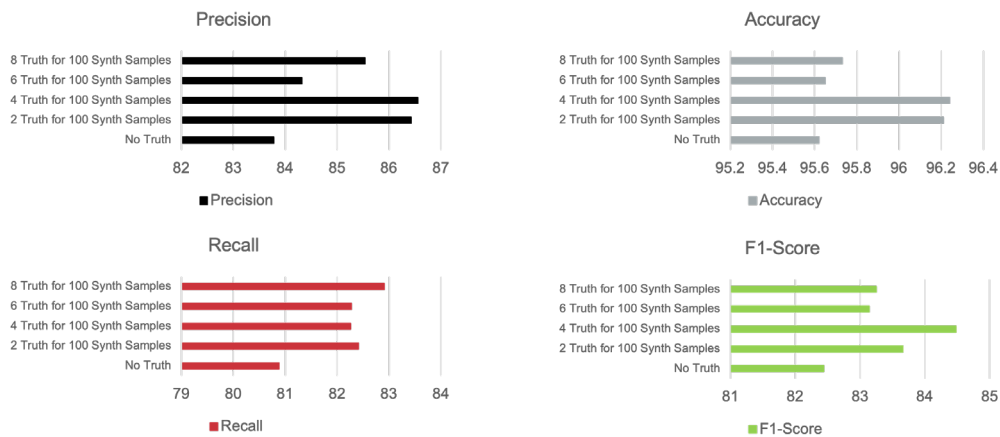 Precision
8 Truth for 100 Synth Samples
6 Truth for 100 Synth Samples
4 Truth for 100 Synth Samples
2 Truth for 100 Synth Samples
No Truth
82 83 84 85 86 87
Precision
Accuracy
8 Truth for 100 Synth Samples
6 Truth for 100 Synth Samples
4 Truth for 100 Synth Samples
2 Truth for 100 Synth Samples
No Truth
95.2 95.4 95.6 95.8 96 96.2 96.4
Accuracy
Recall
8 Truth for 100 Synth Samples
6 Truth for 100 Synth Samples
4 Truth for 100 Synth Samples
2 Truth for 100 Synth Samples
No Truth
79 80 81 82 83 84
Recall
F1-Score
8 Truth for 100 Synth Samples
6 Truth for 100 Synth Samples
4 Truth for 100 Synth Samples
2 Truth for 100 Synth Samples
No Truth
81 82 83 84 85
F1-Score